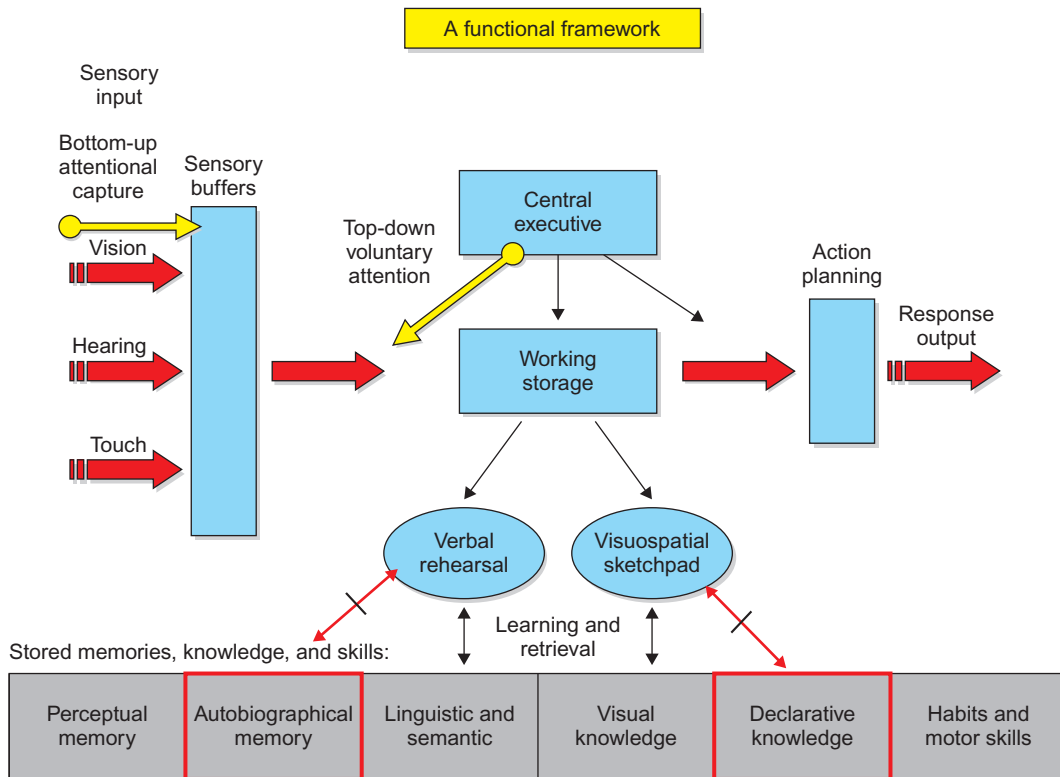 A functional framework
Sensory
input
Bottom-up
attentional
capture
Sensory
buffers
Vision
Hearing
Touch
Top-down
voluntary
attention
Central
executive
Working
storage
Action
planning
Response
output
Verbal
rehearsal
Visuospatial
sketchpad
Learning and
retrieval
Stored memories, knowledge, and skills:
Perceptual
memory
Autobiographical
memory
Linguistic and
semantic
Visual
knowledge
Declarative
knowledge
Habits and
motor skills